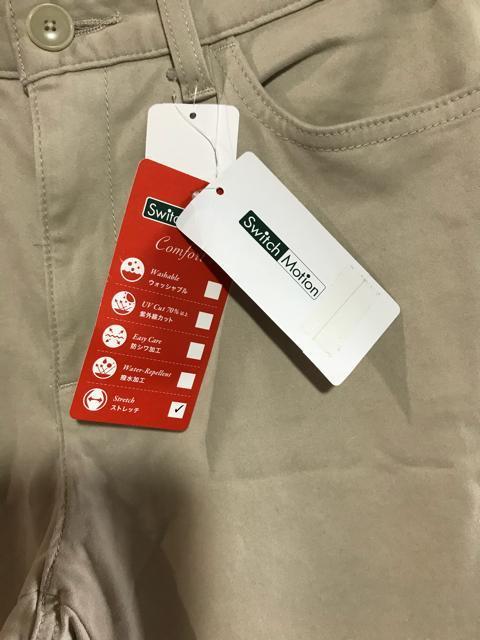 Switch Motion
Switch
Comfort
Washable
ウォッシャブル
UV Cut 70%以上
紫外線カット
Easy Care
防シワ加工
Water-Repellent
撥水加工
Stretch
ストレッチ